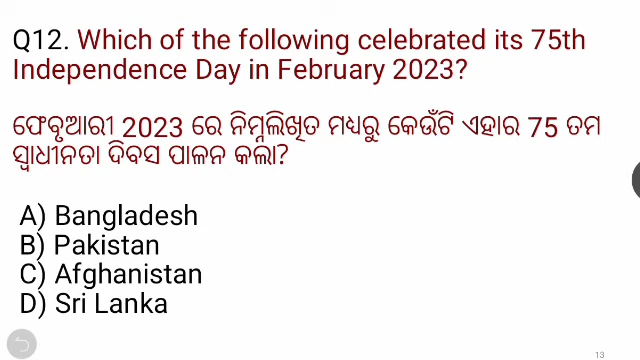 Q12. Which of the following celebrated its 75th
Independence Day in February 2023?
ଫେବୃଆରୀ 2023 ରେ ନିମ୍ନଲିଖିତ ମଧ୍ୟରୁ କେଉଁଟି ଏହାର 75 ତମ
ସ୍ୱାଧୀନତା ଦିବସ ପାଳନ କଲା?
A) Bangladesh
B) Pakistan
C) Afghanistan
D) Sri Lanka
13